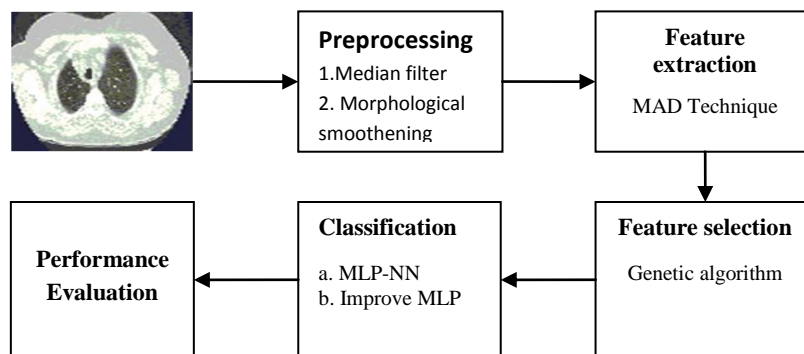 Preprocessing
1.Median filter
2. Morphological
smoothening
Feature
extraction
MAD Technique
Feature selection
Genetic algorithm
Classification
a. MLP-NN
b. Improve MLP
Performance
Evaluation